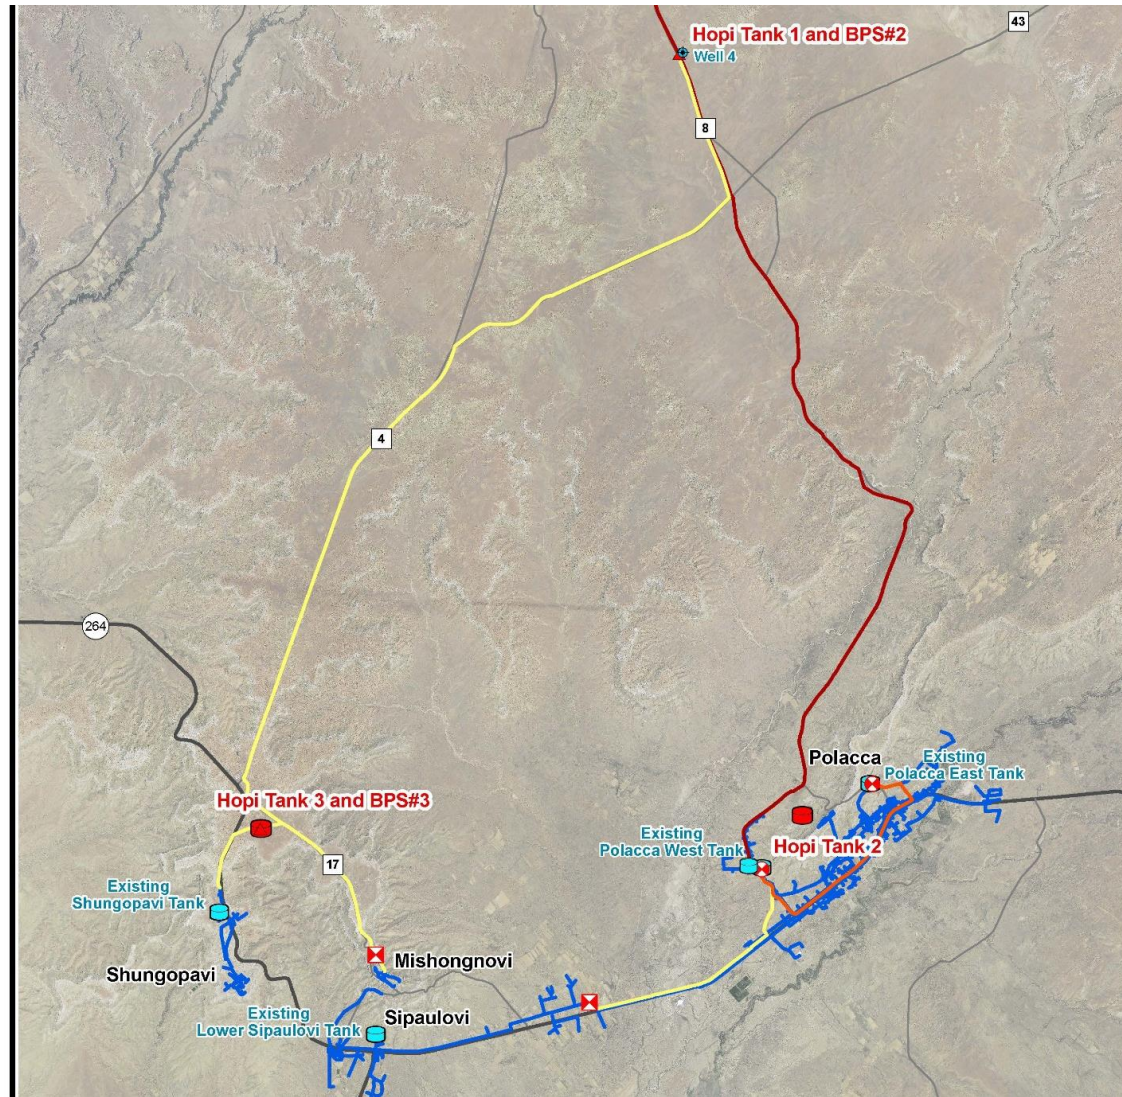 43
Hopi Tank 1 and BPS#2
Well 4
8
4
264
Polacca
Existing
Polacca East Tank
Hopi Tank 3 and BPS#3
Existing
Polacca West Tank
Hopi Tank 2
17
Existing
Shungopavi Tank
Mishongnovi
Shungopavi
Existing
Lower Sipaulovi Tank
Sipaulovi